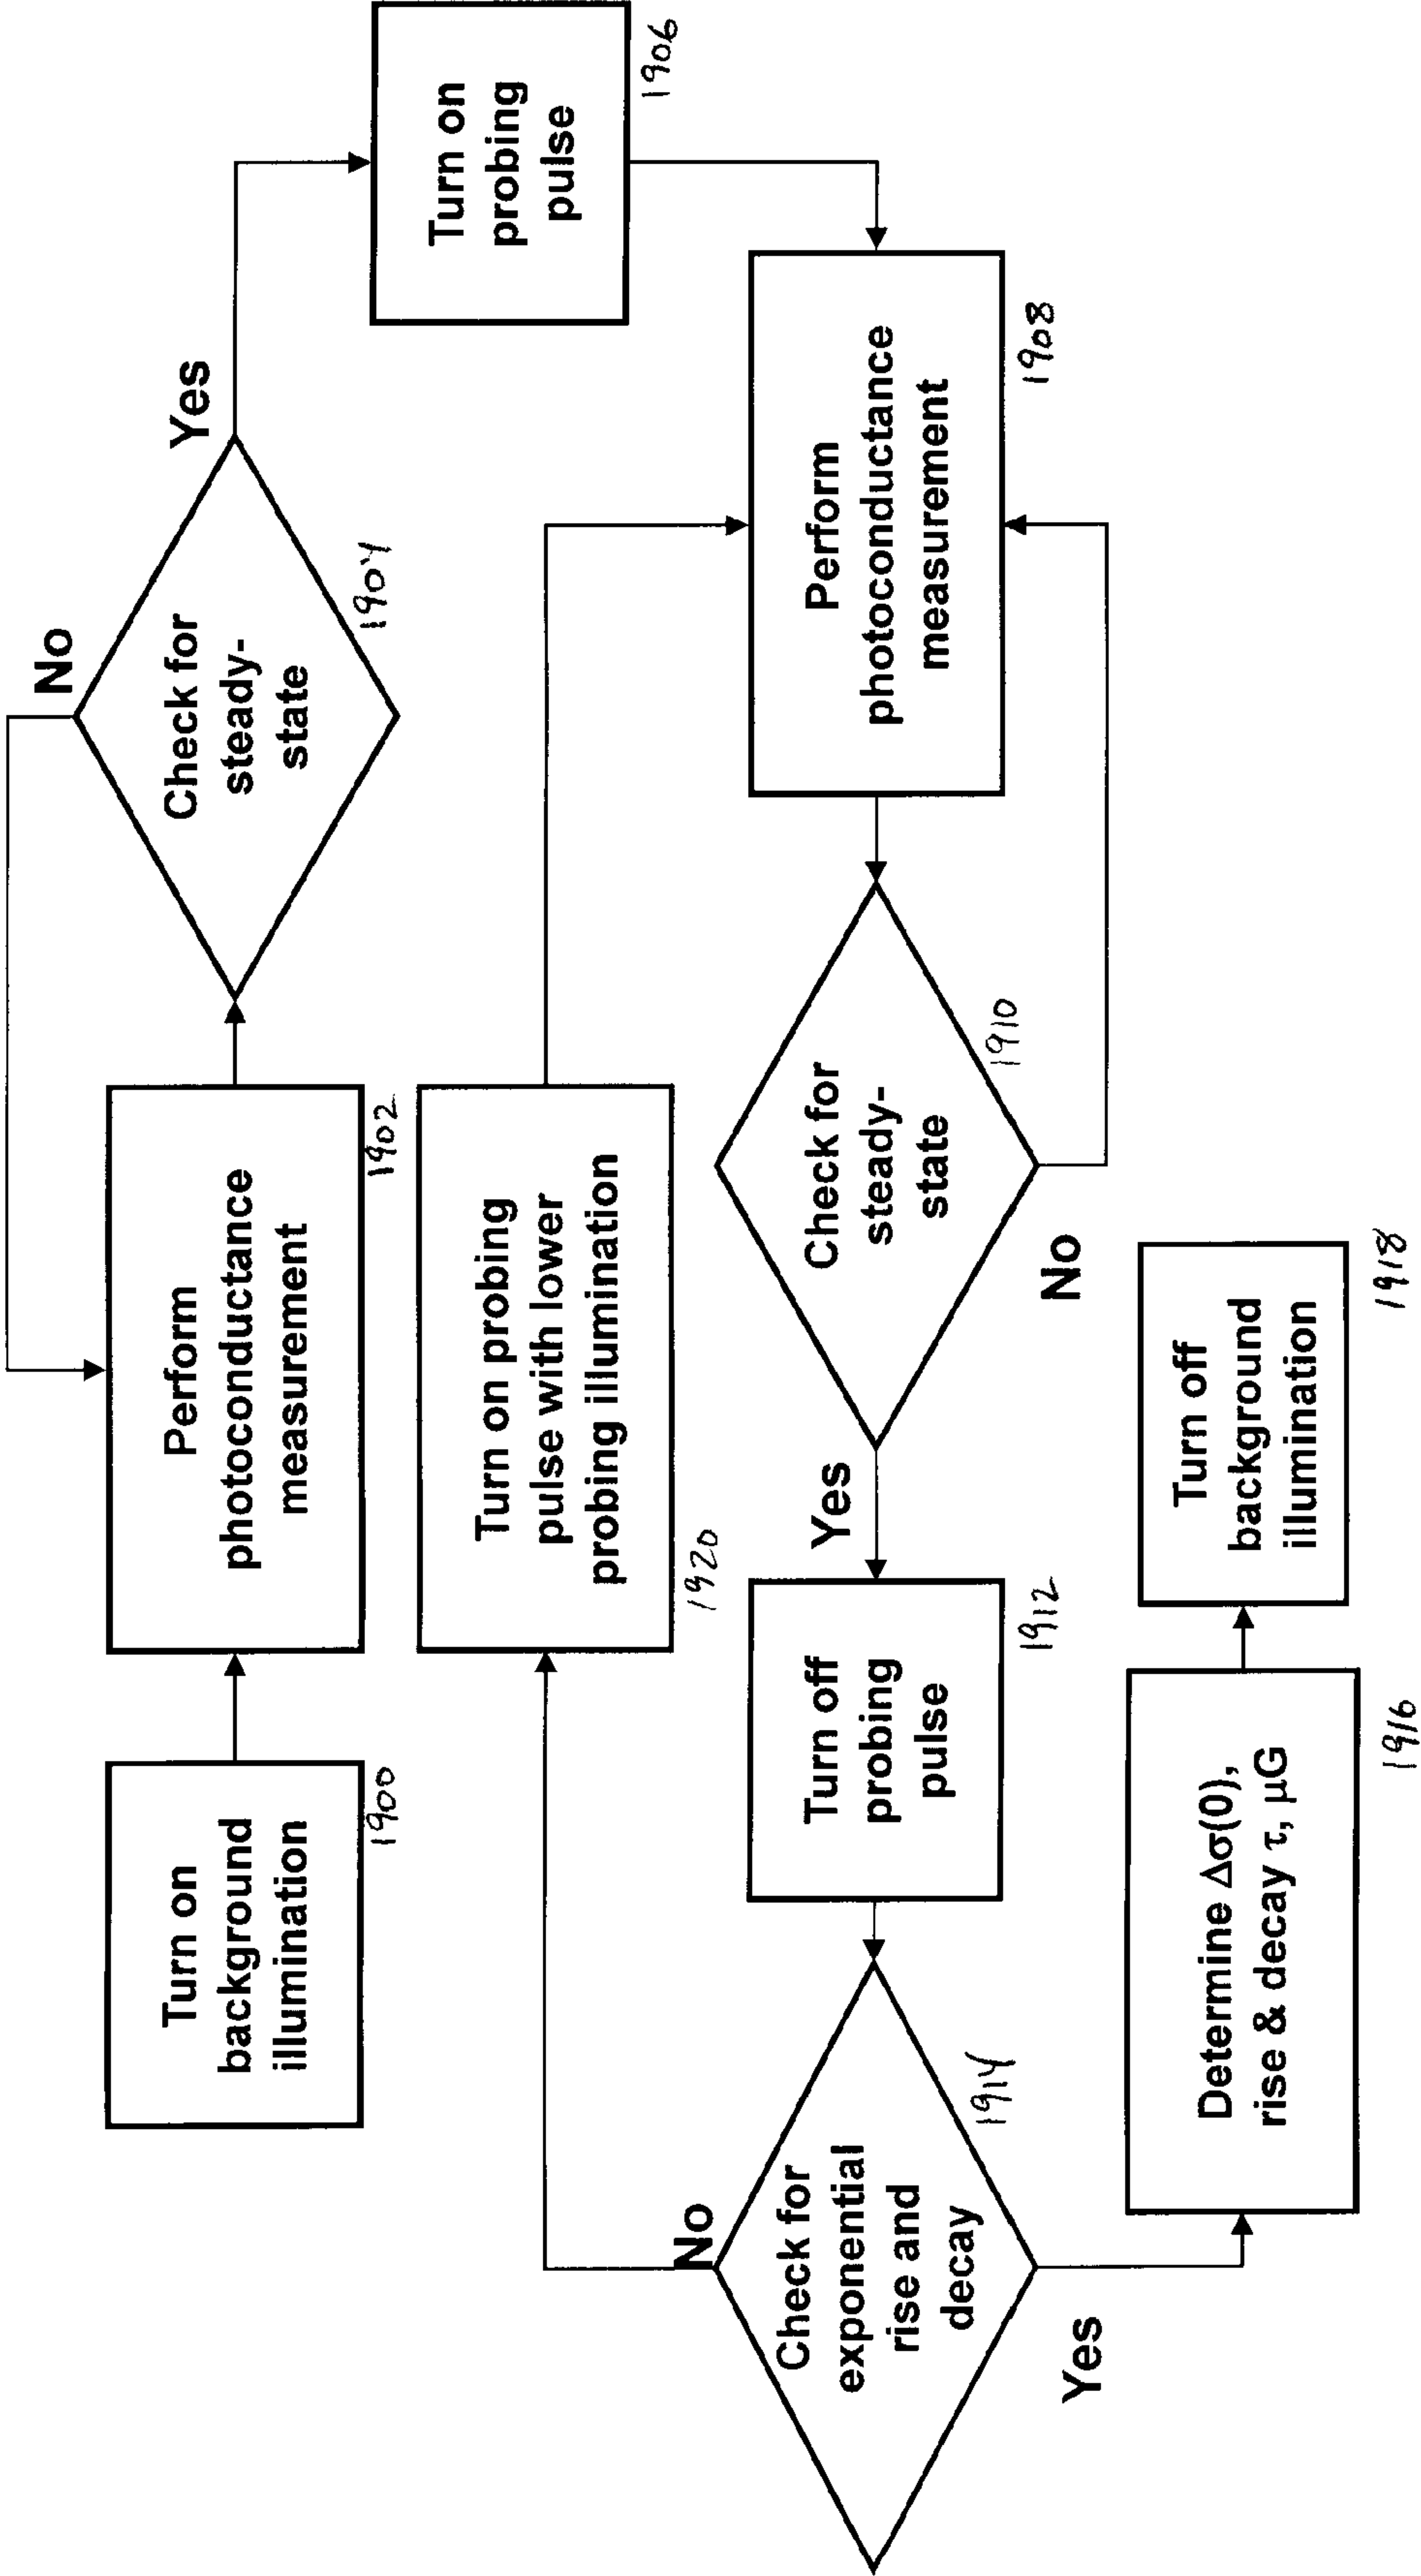 Turn on
background
illumination
1900
Perform
photoconductance
measurement
1902
No
Check for
steady-
state
1904
Yes
Turn on
probing
pulse
1906
Perform
photoconductance
measurement
1908
Check for
steady-
state
1910
No
Yes
Turn off
probing
pulse
1912
Check for
exponential
rise and
decay
1914
No
Turn on probing
pulse with lower
probing illumination
1920
Yes
Determine Δσ(0),
rise & decay τ, μG
1916
Turn off
background
illumination
1918